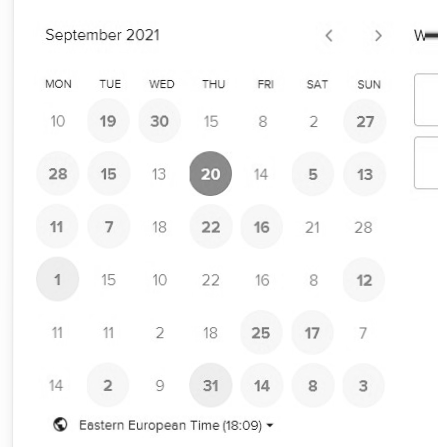 September 2021
MON TUE WED THU FRI SAT SUN
10 19 30 15 8 2 27
28 15 13 20 14 5 13
11 7 18 22 16 21 28
1 15 10 22 16 8 12
11 11 2 18 25 17 7
14 2 9 31 14 8 3
Eastern European Time (18:09)